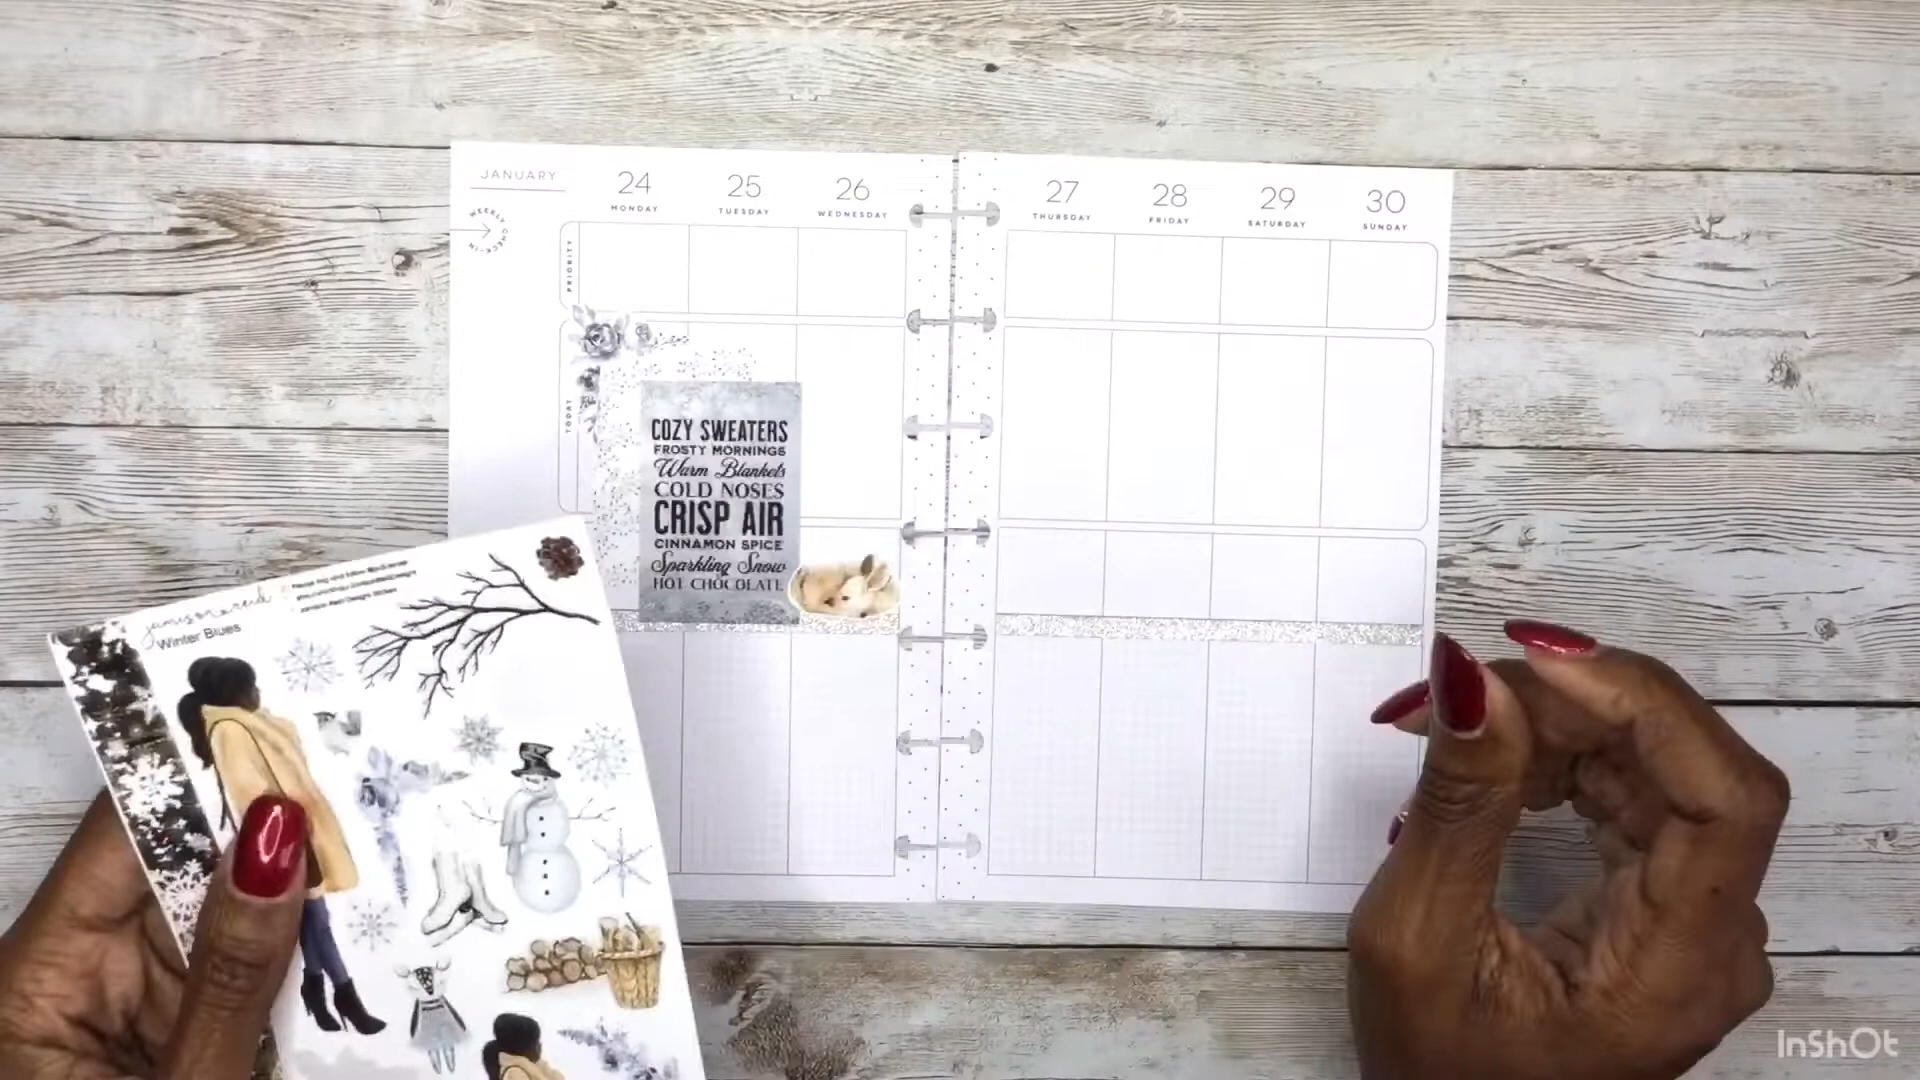 JANUARY
24
MONDAY
25
TUESDAY
26
WEDNESDAY
27
THURSDAY
28
FRIDAY
29
SATURDAY
30
SUNDAY
WEEKLY CHECK-IN
PRIORITY
TODAY
COZY SWEATERS
FROSTY MORNINGS
Warm Blankets
COLD NOSES
CRISP AIR
CINNAMON SPICE
Sparkling Snow
HOT CHOCOLATE
Winter Blues
InShOt